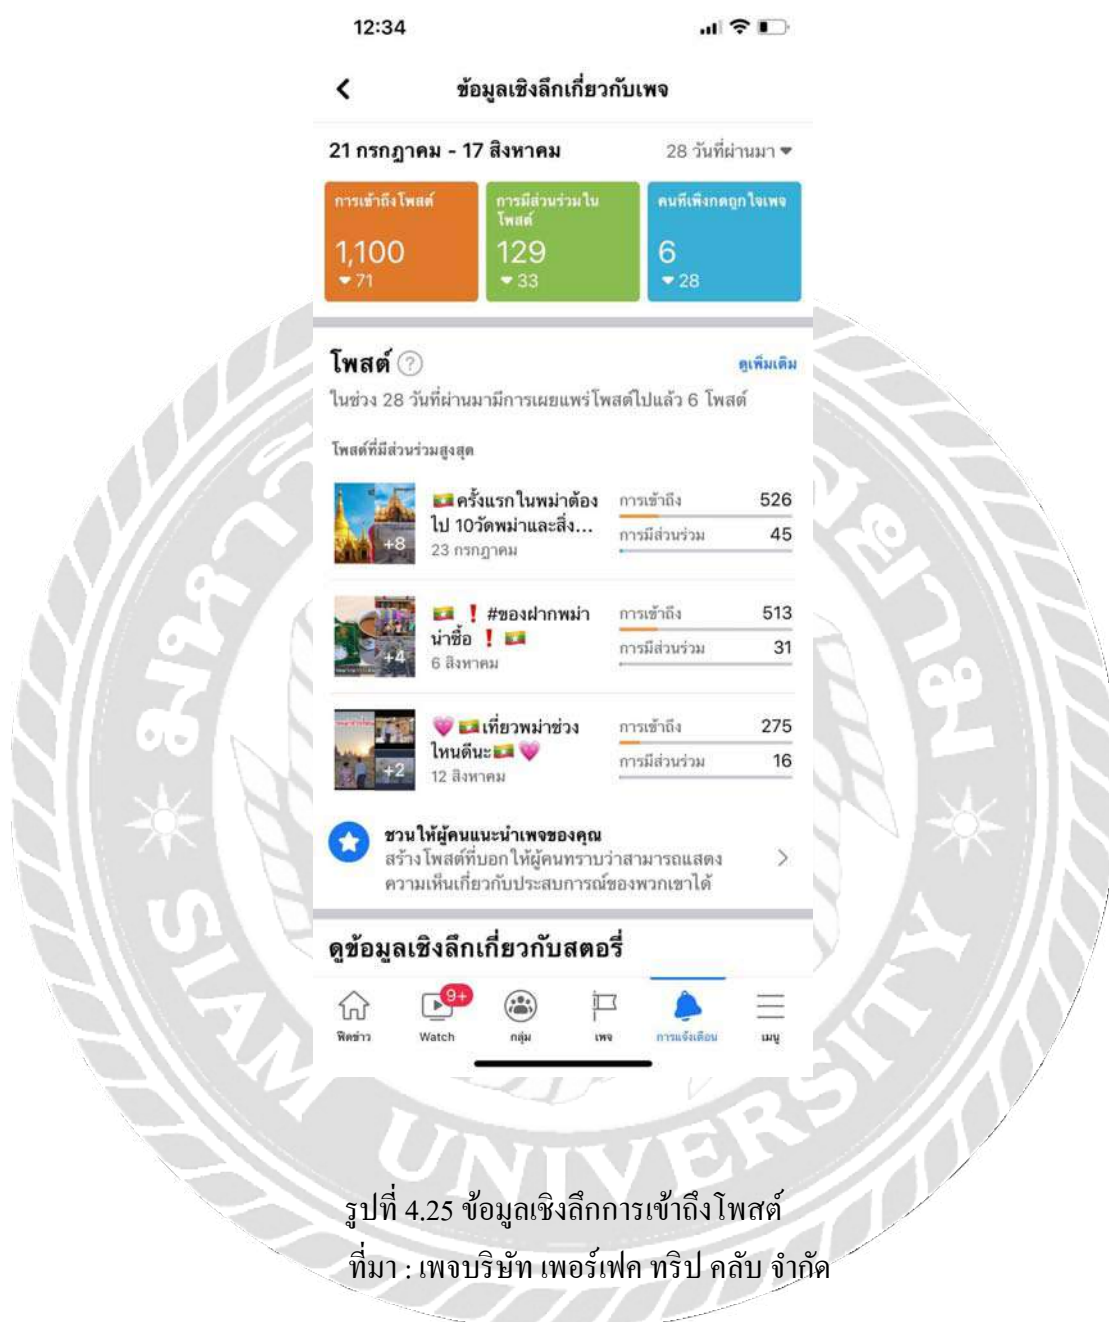 12:34
ข้อมูลเชิงลึกเกี่ยวกับเพจ
21 กรกฎาคม - 17 สิงหาคม
28 วันที่ผ่านมา
การเข้าถึงโพสต์
1,100
71
การมีส่วนร่วมใน
โพสต์
129
33
คนที่เพิ่งกดถูกใจเพจ
6
28
โพสต์ ?
ดูเพิ่มเติม
ในช่วง 28 วันที่ผ่านมามีการเผยแพร่โพสต์ไปแล้ว 6 โพสต์
โพสต์ที่มีส่วนร่วมสูงสุด
+8
🇲🇲ครั้งแรกในพม่าต้อง
ไป 10วัดพม่าและสิ่ง...
23 กรกฎาคม
การเข้าถึง 526
การมีส่วนร่วม 45
+4
🇲🇲❗#ของฝากพม่า
น่าซื้อ❗🇲🇲
6 สิงหาคม
การเข้าถึง 513
การมีส่วนร่วม 31
+2
💗🇲🇲เที่ยวพม่าช่วง
ไหนดีนะ🇲🇲💗
12 สิงหาคม
การเข้าถึง 275
การมีส่วนร่วม 16
ชวนให้ผู้คนแนะนำเพจของคุณ
สร้างโพสต์ที่บอกให้ผู้คนทราบว่าสามารถแสดง
ความเห็นเกี่ยวกับประสบการณ์ของพวกเขาได้
ดูข้อมูลเชิงลึกเกี่ยวกับสตอรี่
9+
ฟีดข่าว
Watch
กลุ่ม
เพจ
การแจ้งเตือน
เมนู
SIAM UNIVERSITY
รูปที่ 4.25 ข้อมูลเชิงลึกการเข้าถึงโพสต์
ที่มา : เพจบริษัท เพอร์เฟค ทริป คลับ จำกัด